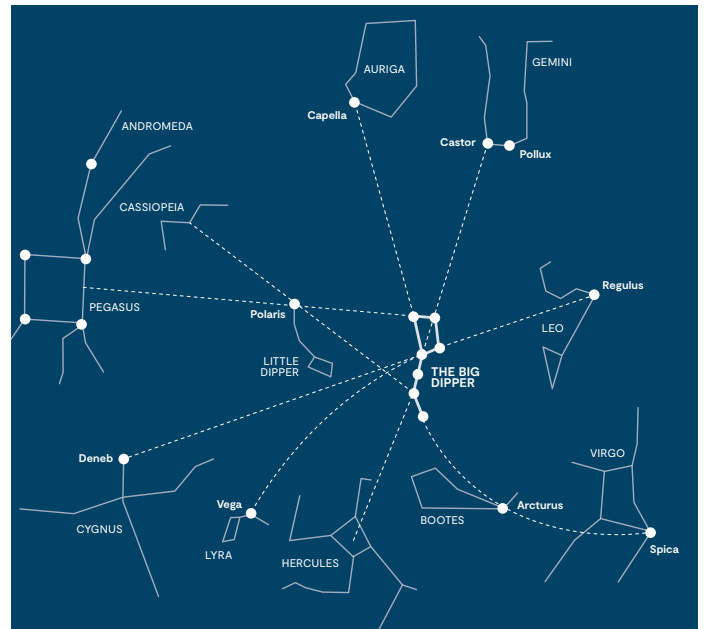 AURIGA
GEMINI
Capella
ANDROMEDA
Castor
Pollux
CASSIOPEIA
Regulus
PEGASUS
Polaris
LEO
LITTLE
DIPPER
THE BIG
DIPPER
VIRGO
Deneb
Vega
Arcturus
BOOTES
CYGNUS
LYRA
HERCULES
Spica